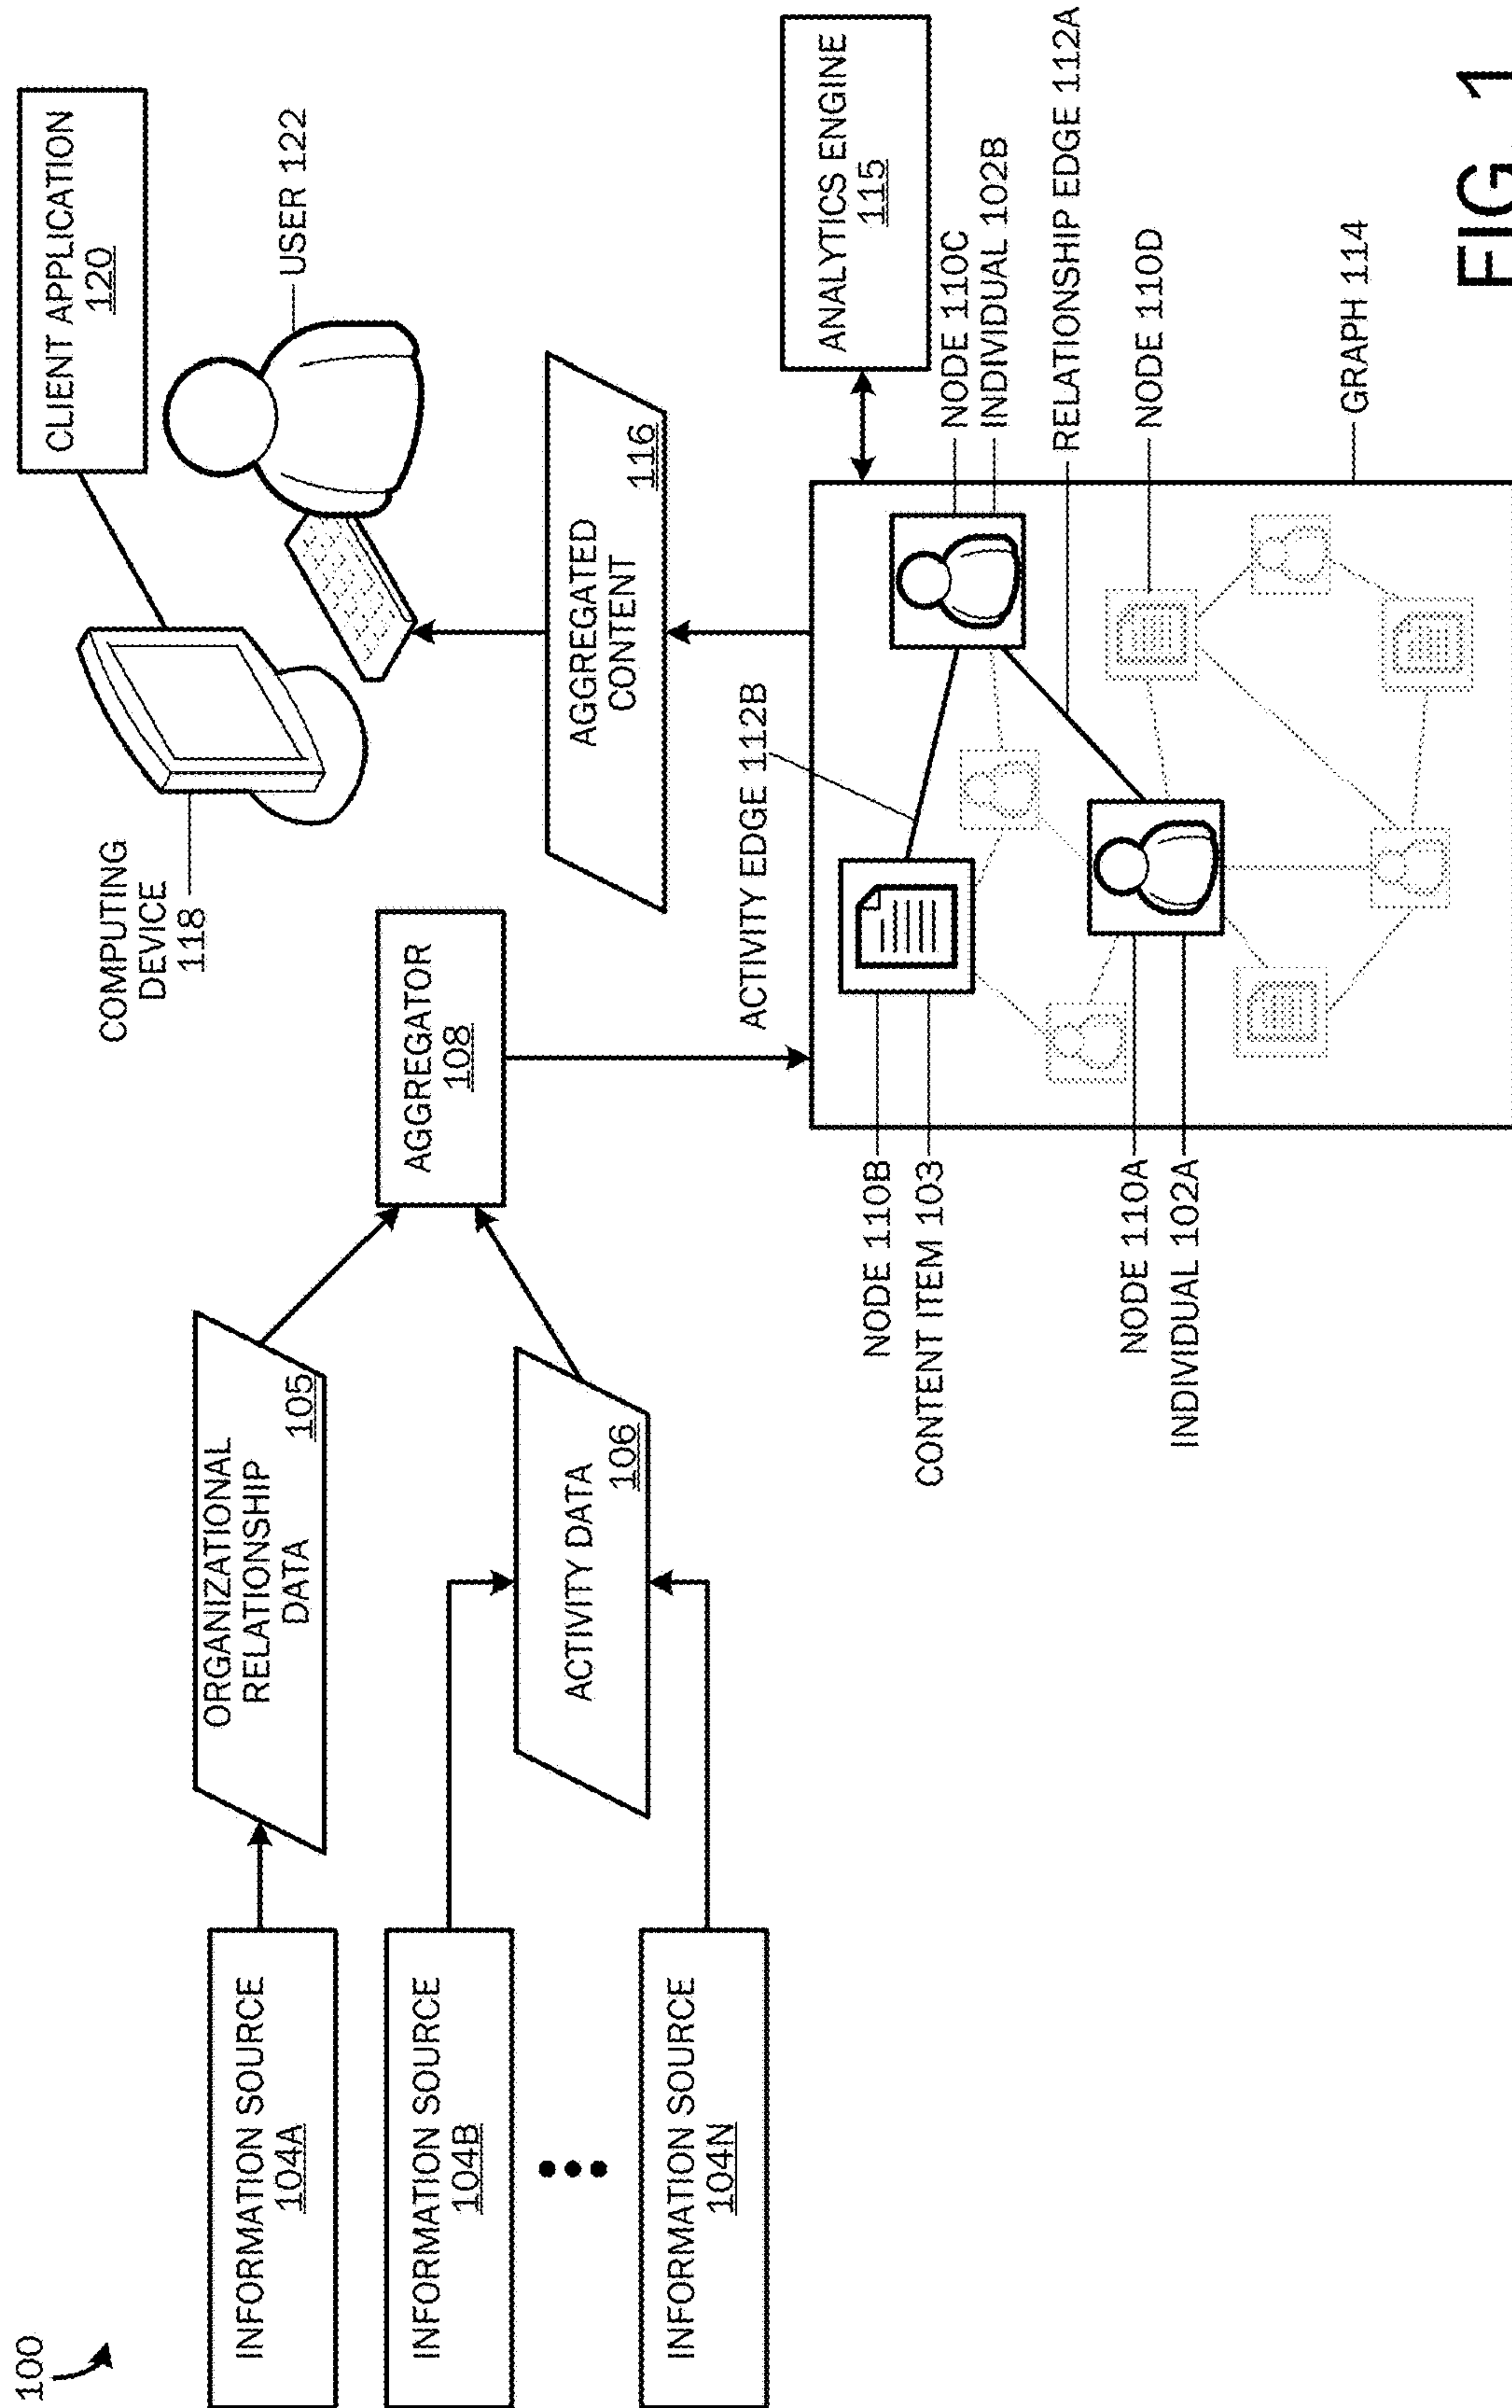 100
INFORMATION SOURCE
104A
INFORMATION SOURCE
104B
INFORMATION SOURCE
104N
ORGANIZATIONAL
RELATIONSHIP
DATA
105
ACTIVITY DATA
106
AGGREGATOR
108
COMPUTING
DEVICE
118
CLIENT APPLICATION
120
USER 122
AGGREGATED
CONTENT
116
ANALYTICS ENGINE
115
ACTIVITY EDGE 112B
NODE 110B
CONTENT ITEM 103
NODE 110A
INDIVIDUAL 102A
NODE 110C
INDIVIDUAL 102B
RELATIONSHIP EDGE 112A
NODE 110D
GRAPH 114
FIG. 1